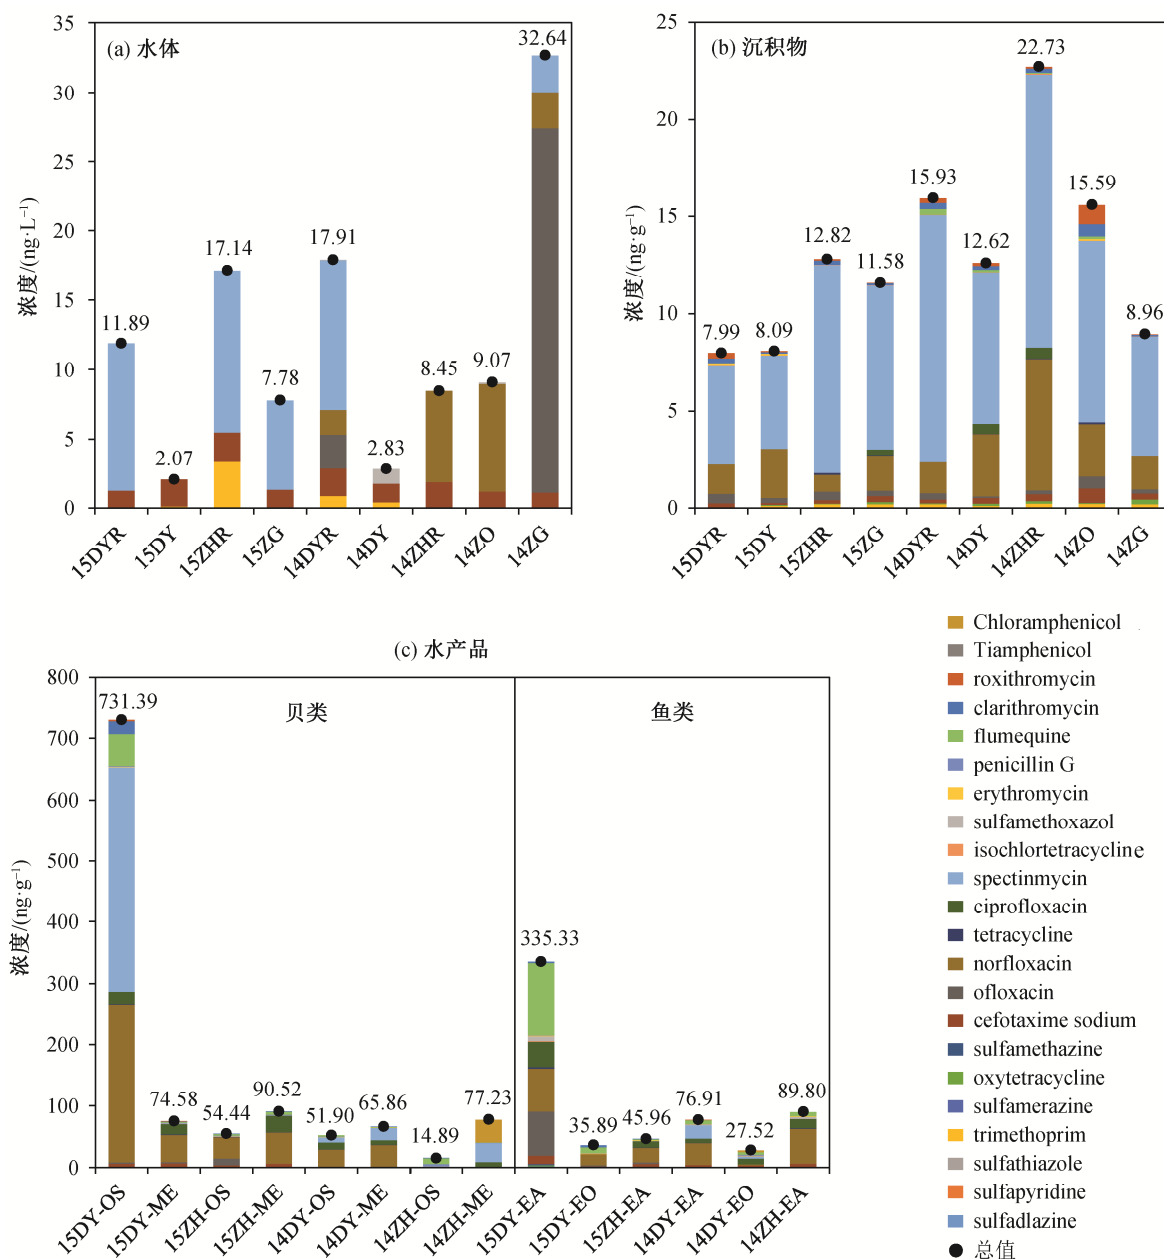 (a) 水体
浓度/(ng·L⁻¹)
35
30
25
20
15
10
5
0
11.89
2.07
17.14
7.78
17.91
2.83
8.45
9.07
32.64
15DYR
15DY
15ZHR
15ZG
14DYR
14DY
14ZHR
14ZO
14ZG
(b) 沉积物
浓度/(ng·g⁻¹)
25
20
15
10
5
0
7.99
8.09
12.82
11.58
15.93
12.62
22.73
15.59
8.96
15DYR
15DY
15ZHR
15ZG
14DYR
14DY
14ZHR
14ZO
14ZG
(c) 水产品
浓度/(ng·g⁻¹)
800
700
600
500
400
300
200
100
0
贝类
鱼类
731.39
74.58
54.44
90.52
51.90
65.86
14.89
77.23
335.33
35.89
45.96
76.91
27.52
89.80
15DY-OS
15DY-ME
15ZH-OS
15ZH-ME
14DY-OS
14DY-ME
14ZH-OS
14ZH-ME
15DY-EA
15DY-EO
15ZH-EA
14DY-EA
14DY-EO
14ZH-EA
Chloramphenicol
Tiamphenicol
roxithromycin
clarithromycin
flumequine
penicillin G
erythromycin
sulfamethoxazol
isochlortetracycline
spectinmycin
ciprofloxacin
tetracycline
norfloxacin
ofloxacin
cefotaxime sodium
sulfamethazine
oxytetracycline
sulfamerazine
trimethoprim
sulfathiazole
sulfapyridine
sulfadlazine
总值